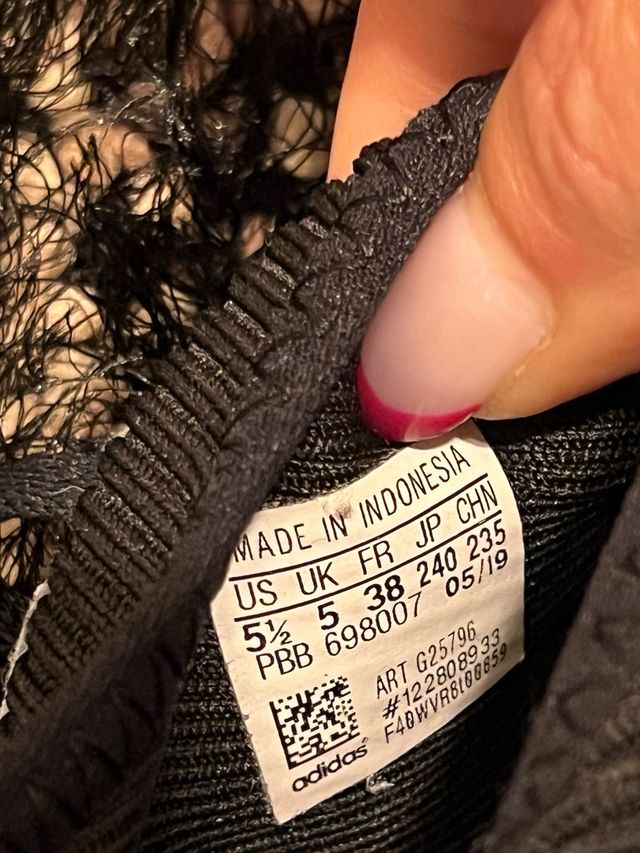 MADE IN INDONESIA
US UK FR JP CHN
5½ 5 38 240 235
PBB 698007 05/19
ART G25796
#122808933
F40WVR8L00859
adidas